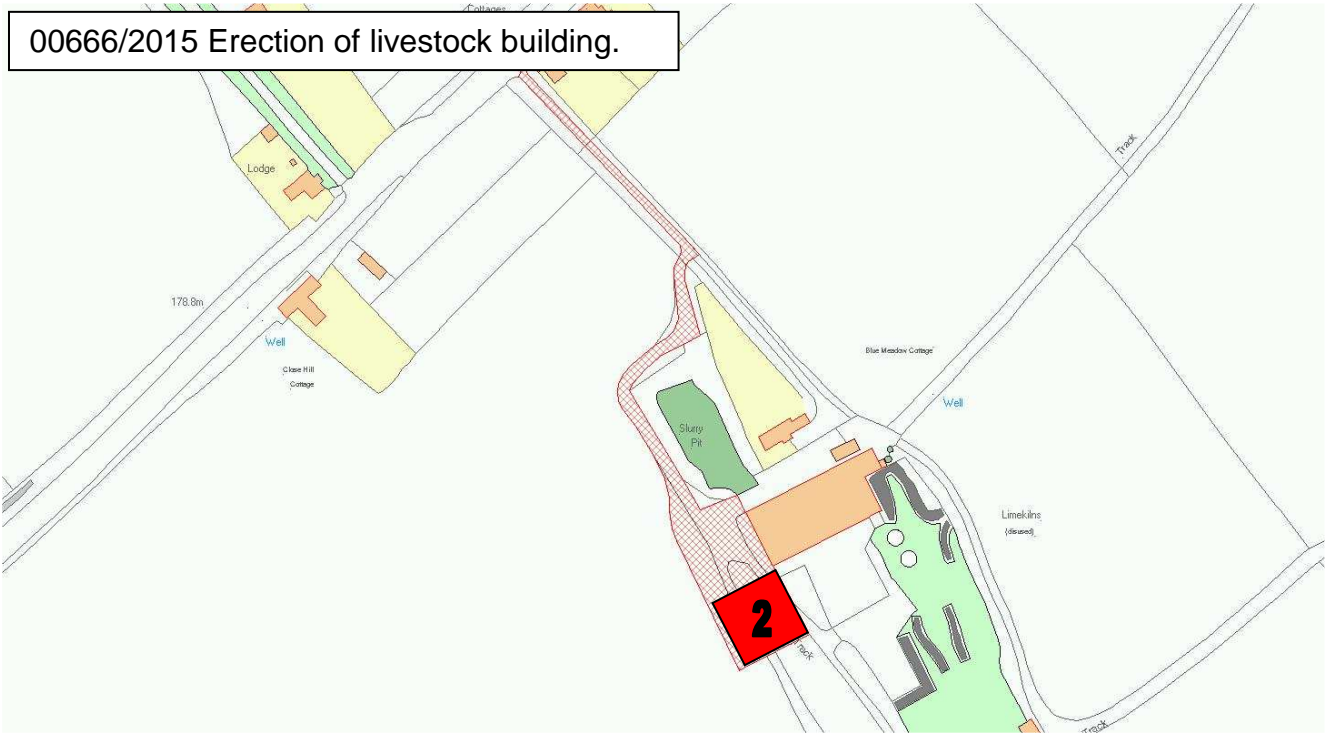 Cottages
00666/2015 Erection of livestock building.
Track
Lodge
178.8m
Well
Close Hill
Cottage
Blue Meadow Cottage
Well
Slurry
Pit
Limekilns
(disused)
2
Track
Track